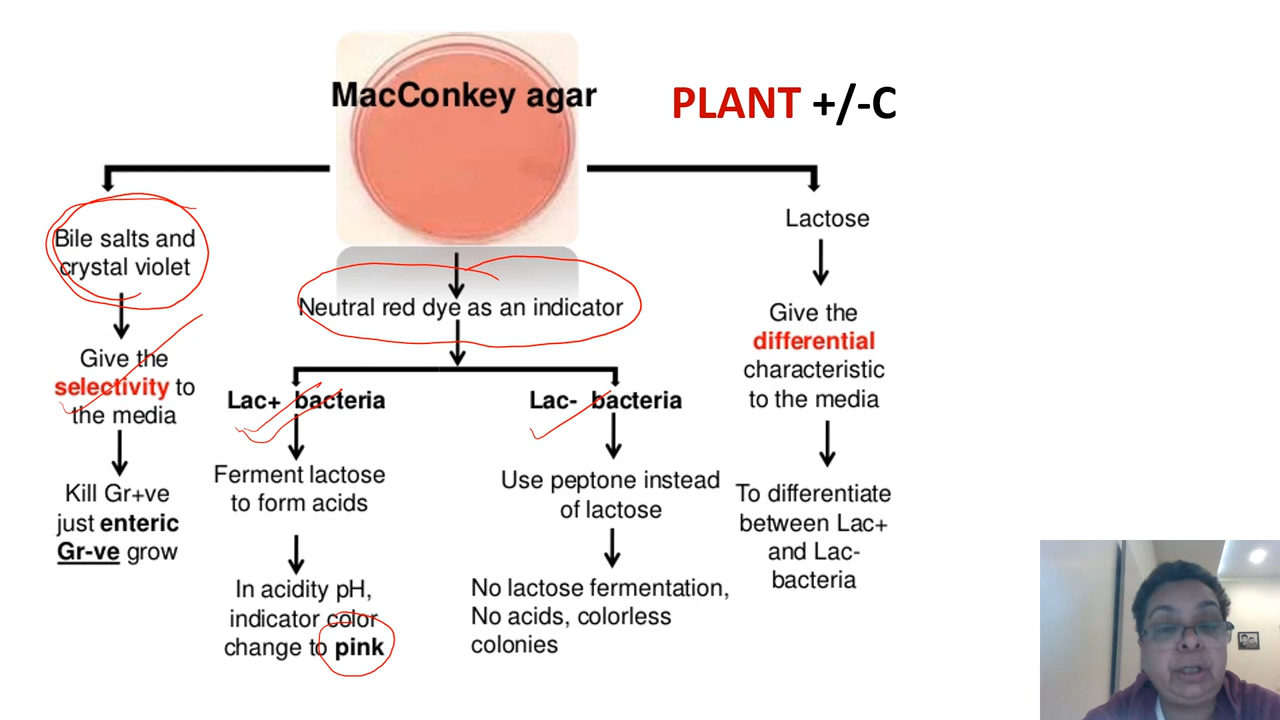 MacConkey agar
PLANT +/-C
Bile salts and
crystal violet
Give the
selectivity to
the media
Kill Gr+ve
just enteric
Gr-ve grow
Neutral red dye as an indicator
Lac+ bacteria
Ferment lactose
to form acids
In acidity pH,
indicator color
change to pink
Lac- bacteria
Use peptone instead
of lactose
No lactose fermentation,
No acids, colorless
colonies
Lactose
Give the
differential
characteristic
to the media
To differentiate
between Lac+
and Lac-
bacteria